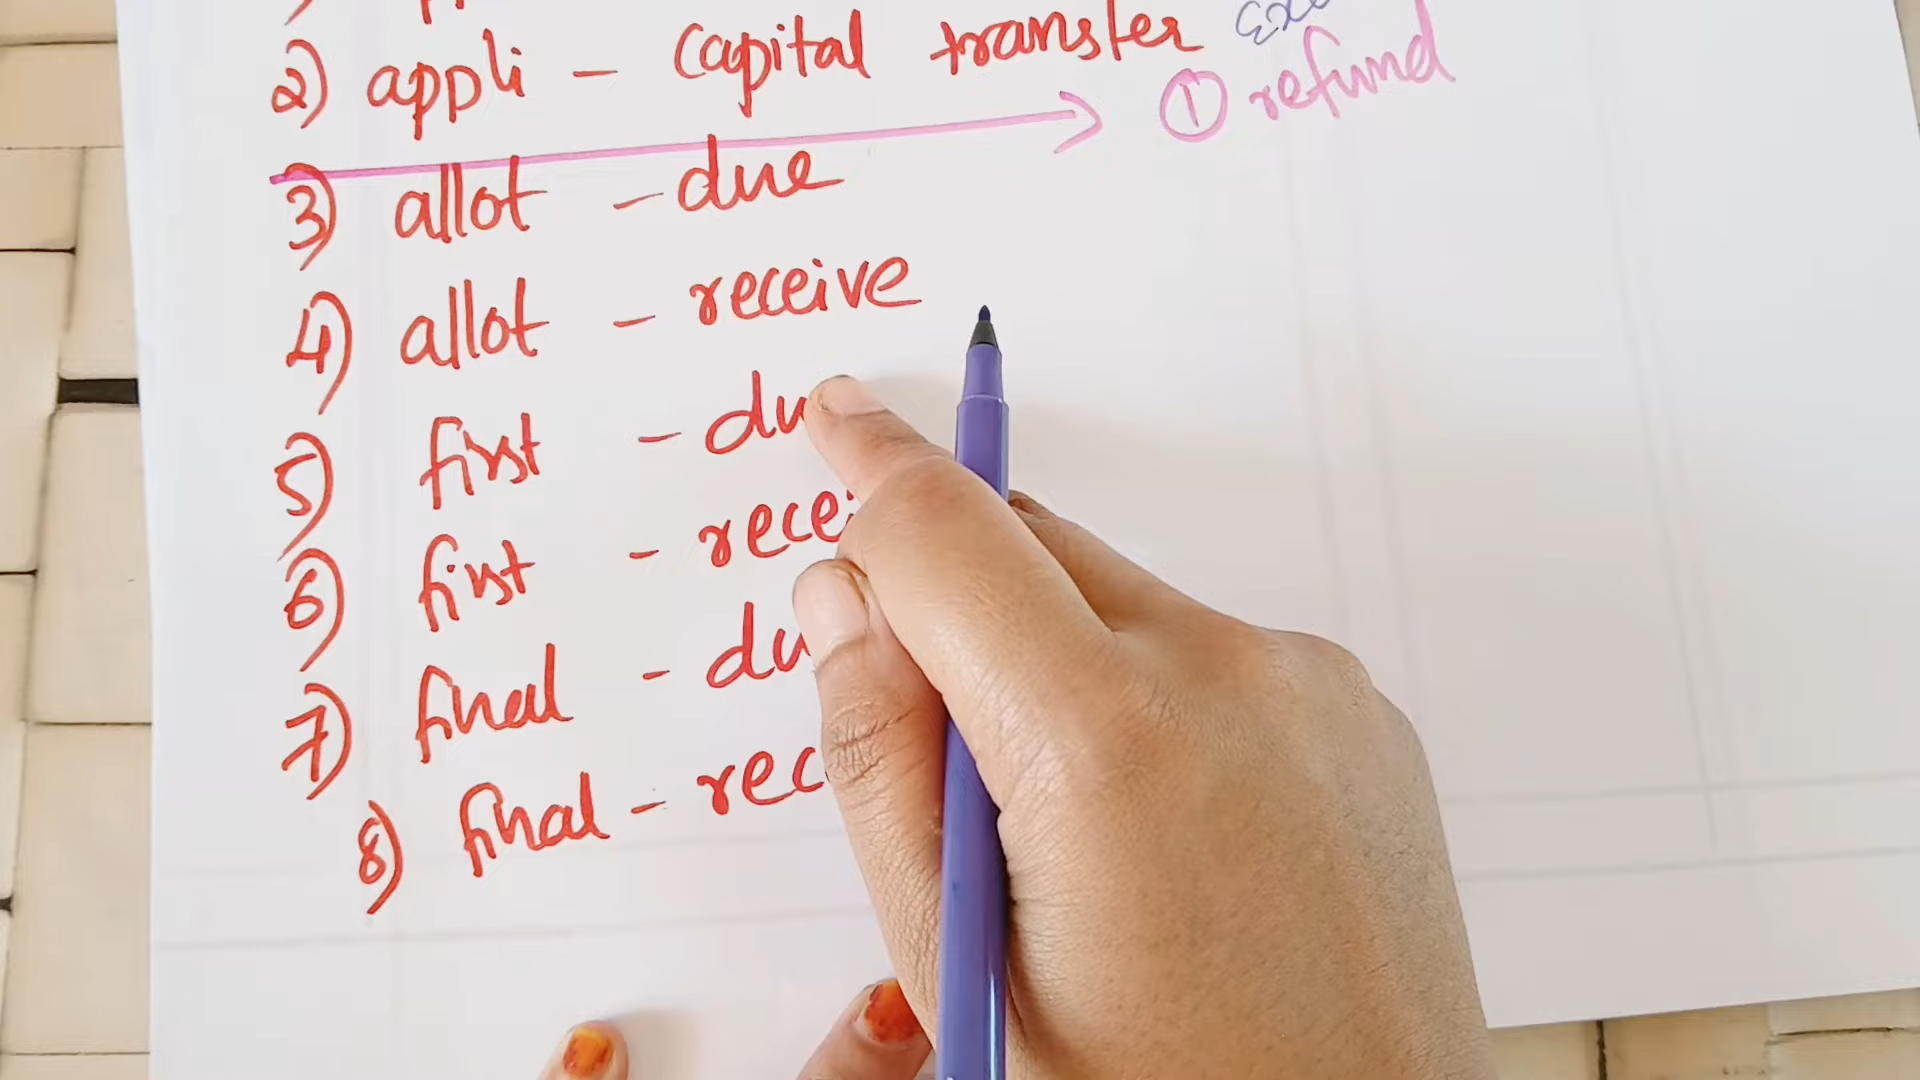 2) appli - Capital transfer
① refund
3) allot - due
4) allot - receive
5) first - du
6) first - recei
7) final - du
8) final - rec